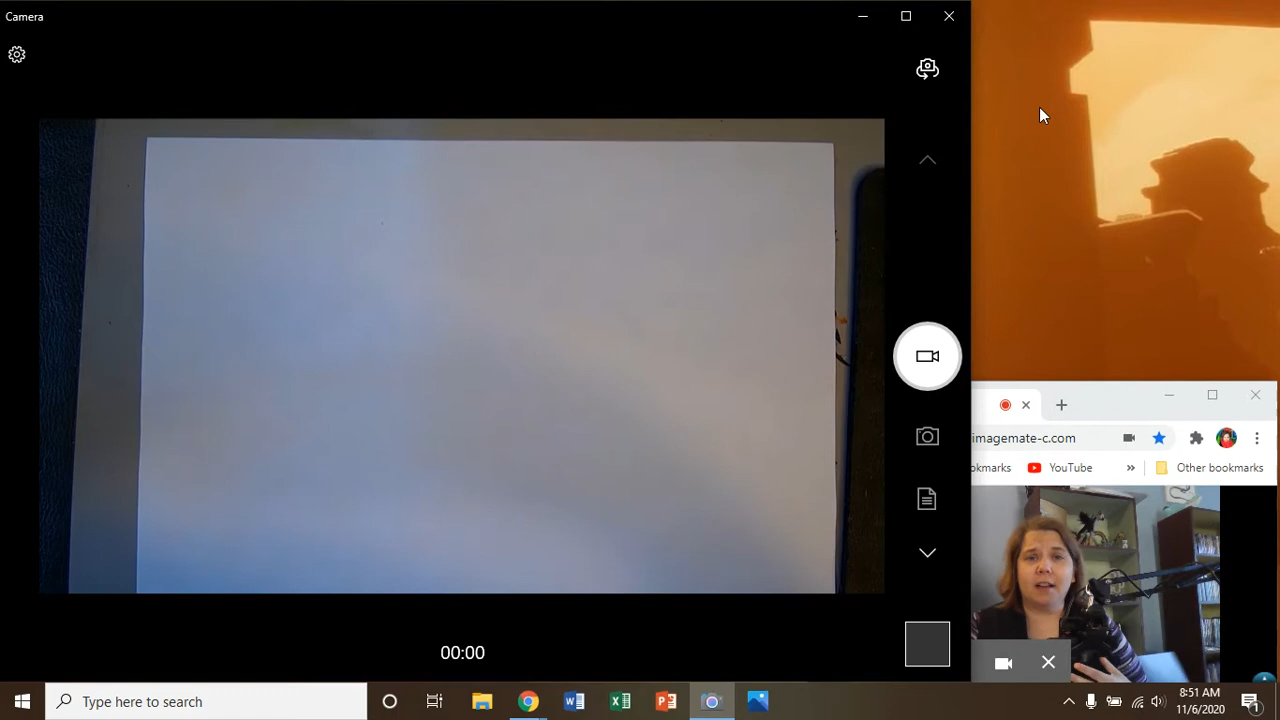 Camera
imagemate-c.com
okmarks YouTube » Other bookmarks
00:00
Type here to search
8:51 AM
11/6/2020
1